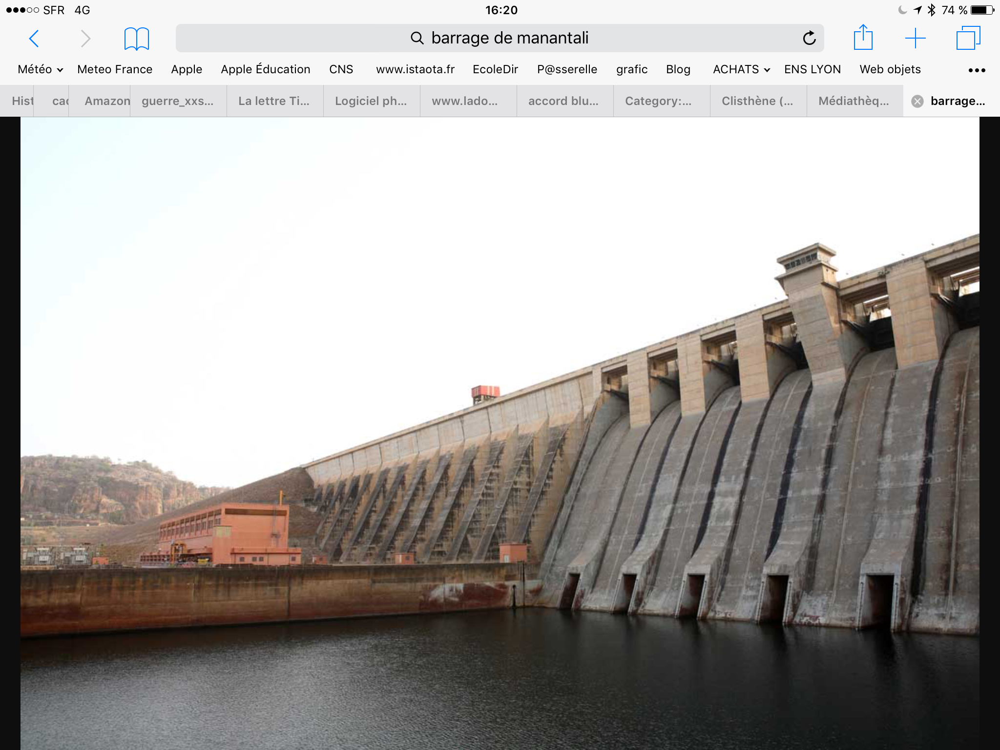 SFR 4G 16:20 74 %
barrage de manantali
Météo Meteo France Apple Apple Éducation CNS www.istaota.fr EcoleDir P@sserelle grafic Blog ACHATS ENS LYON Web objets
Hist cac Amazon guerre_xxs... La lettre Ti... Logiciel ph... www.lado... accord blu... Category:... Clisthène (... Médiathèq... barrage...